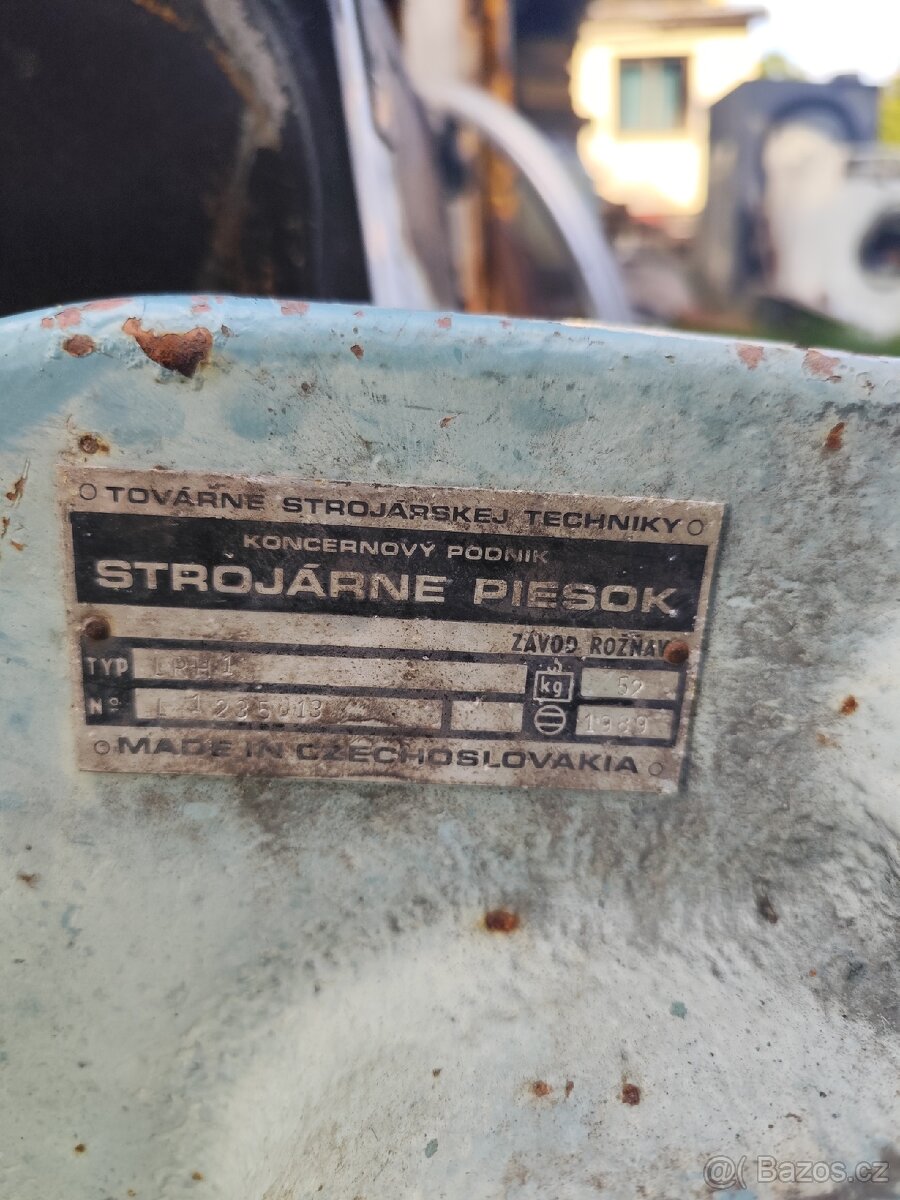 TOVÁRNE STROJÁRSKEJ TECHNIKY
KONCERNOVÝ PODNIK
STROJÁRNE PIESOK
ZÁVOD ROŽŇAV
TYP
kg 52
Nº 1235013 1989
MADE IN CZECHOSLOVAKIA
Bazos.cz